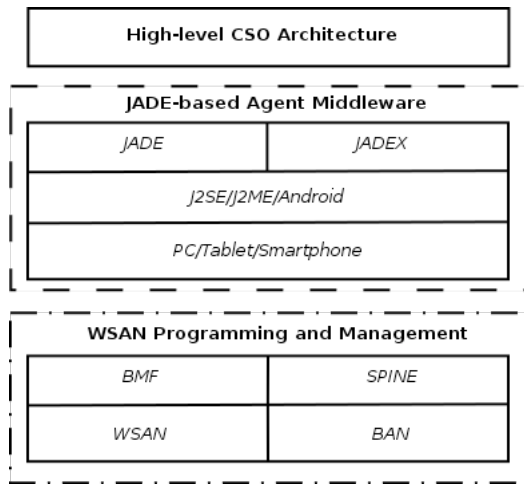 High-level CSO Architecture
JADE-based Agent Middleware
JADE JADEX
J2SE/J2ME/Android
PC/Tablet/Smartphone
WSAN Programming and Management
BMF SPINE
WSAN BAN